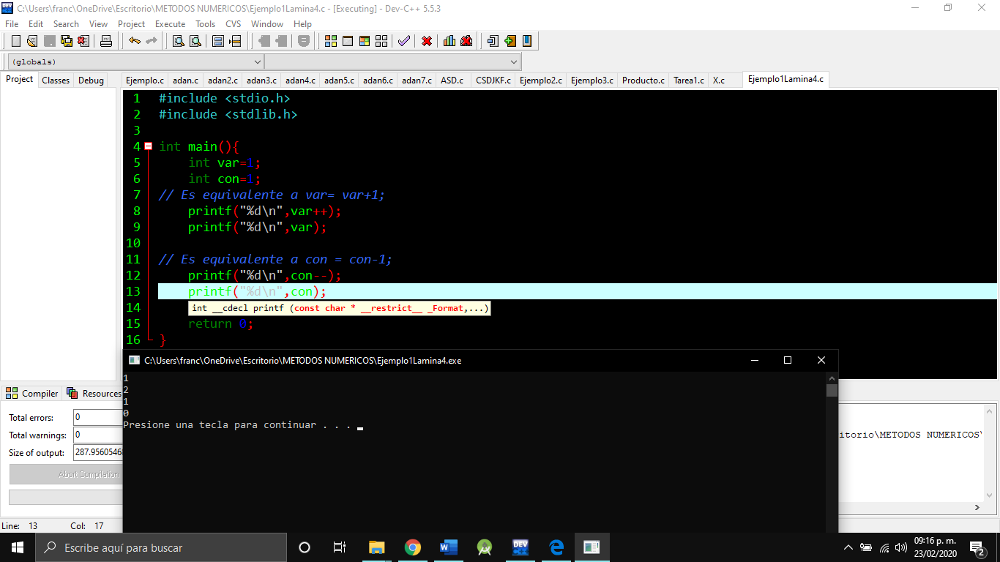 C:\Users\franc\OneDrive\Escritorio\METODOS NUMERICOS\Ejemplo1Lamina4.c - [Executing] - Dev-C++ 5.5.3
File Edit Search View Project Execute Tools CVS Window Help
(globals)
Project Classes Debug
Ejemplo.c adan.c adan2.c adan3.c adan4.c adan5.c adan6.c adan7.c ASD.c CSDJKF.c Ejemplo2.c Ejemplo3.c Producto.c Tarea1.c X.c Ejemplo1Lamina4.c
1 #include <stdio.h>
2 #include <stdlib.h>
3
4 int main(){
5 int var=1;
6 int con=1;
7 // Es equivalente a var= var+1;
8 printf("%d\n",var++);
9 printf("%d\n",var);
10
11 // Es equivalente a con = con-1;
12 printf("%d\n",con--);
13 printf("%d\n",con);
14 int __cdecl printf (const char * __restrict__ _Format,...)
15 return 0;
16 }
C:\Users\franc\OneDrive\Escritorio\METODOS NUMERICOS\Ejemplo1Lamina4.exe
1
2
1
0
Presione una tecla para continuar . . .
Compiler Resources
Total errors: 0
Total warnings: 0
Size of output: 287.9560546
Abort Compilation
itorio\METODOS NUMERICOS\
Line: 13 Col: 17
DEV C++
Escribe aquí para buscar
09:16 p. m.
23/02/2020
2